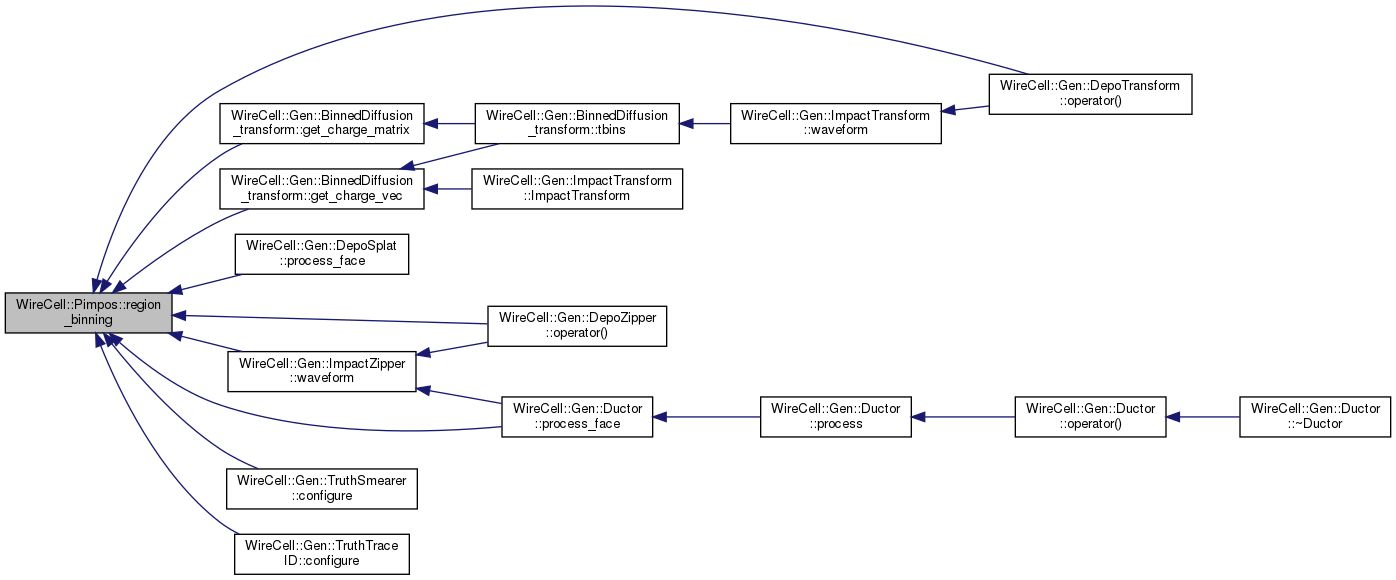 WireCell::Gen::DepoTransform
::operator()
WireCell::Gen::BinnedDiffusion
_transform::get_charge_matrix
WireCell::Gen::BinnedDiffusion
_transform::tbins
WireCell::Gen::ImpactTransform
::waveform
WireCell::Gen::BinnedDiffusion
_transform::get_charge_vec
WireCell::Gen::ImpactTransform
::ImpactTransform
WireCell::Gen::DepoSplat
::process_face
WireCell::Pimpos::region
_binning
WireCell::Gen::DepoZipper
::operator()
WireCell::Gen::ImpactZipper
::waveform
WireCell::Gen::Ductor
::process_face
WireCell::Gen::Ductor
::process
WireCell::Gen::Ductor
::operator()
WireCell::Gen::Ductor
::~Ductor
WireCell::Gen::TruthSmearer
::configure
WireCell::Gen::TruthTrace
ID::configure